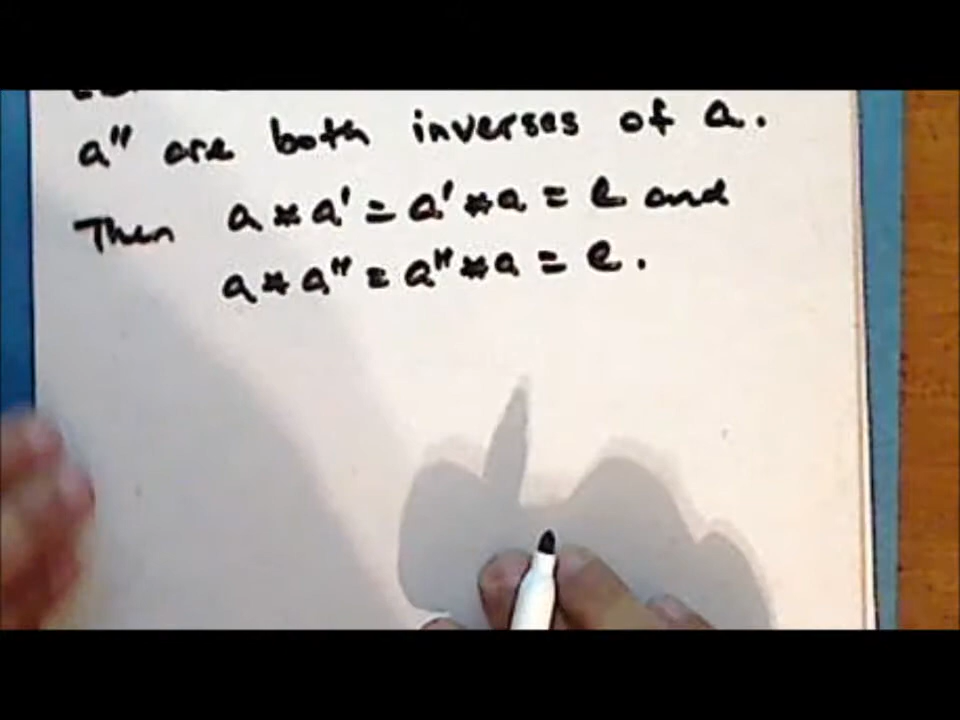 a" are both inverses of a.
Then a * a' = a' * a = e and
a * a" = a" * a = e.